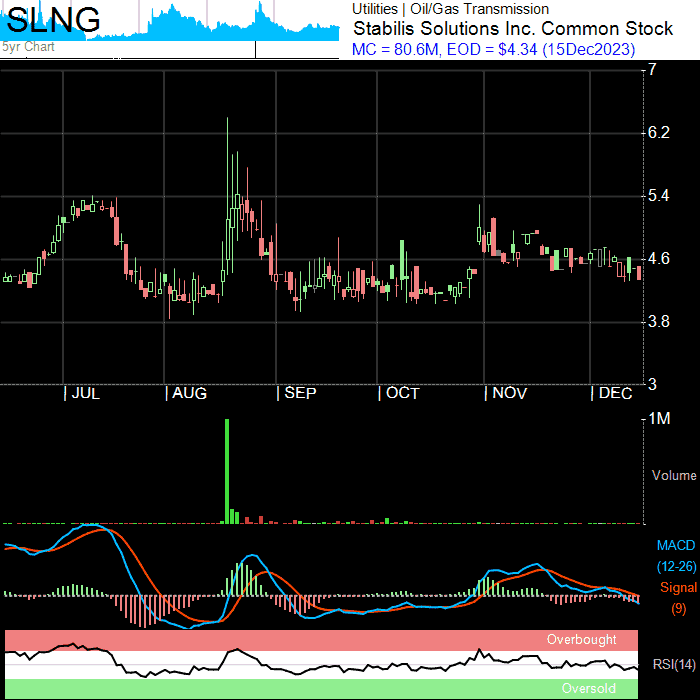 SLNG
5yr Chart
Utilities | Oil/Gas Transmission
Stabilis Solutions Inc. Common Stock
MC = 80.6M, EOD = $4.34 (15Dec2023)
7
6.2
5.4
4.6
3.8
3
| JUL | AUG | SEP | OCT | NOV | DEC
1M
Volume
MACD
(12-26)
Signal
(9)
Overbought
RSI(14)
Oversold